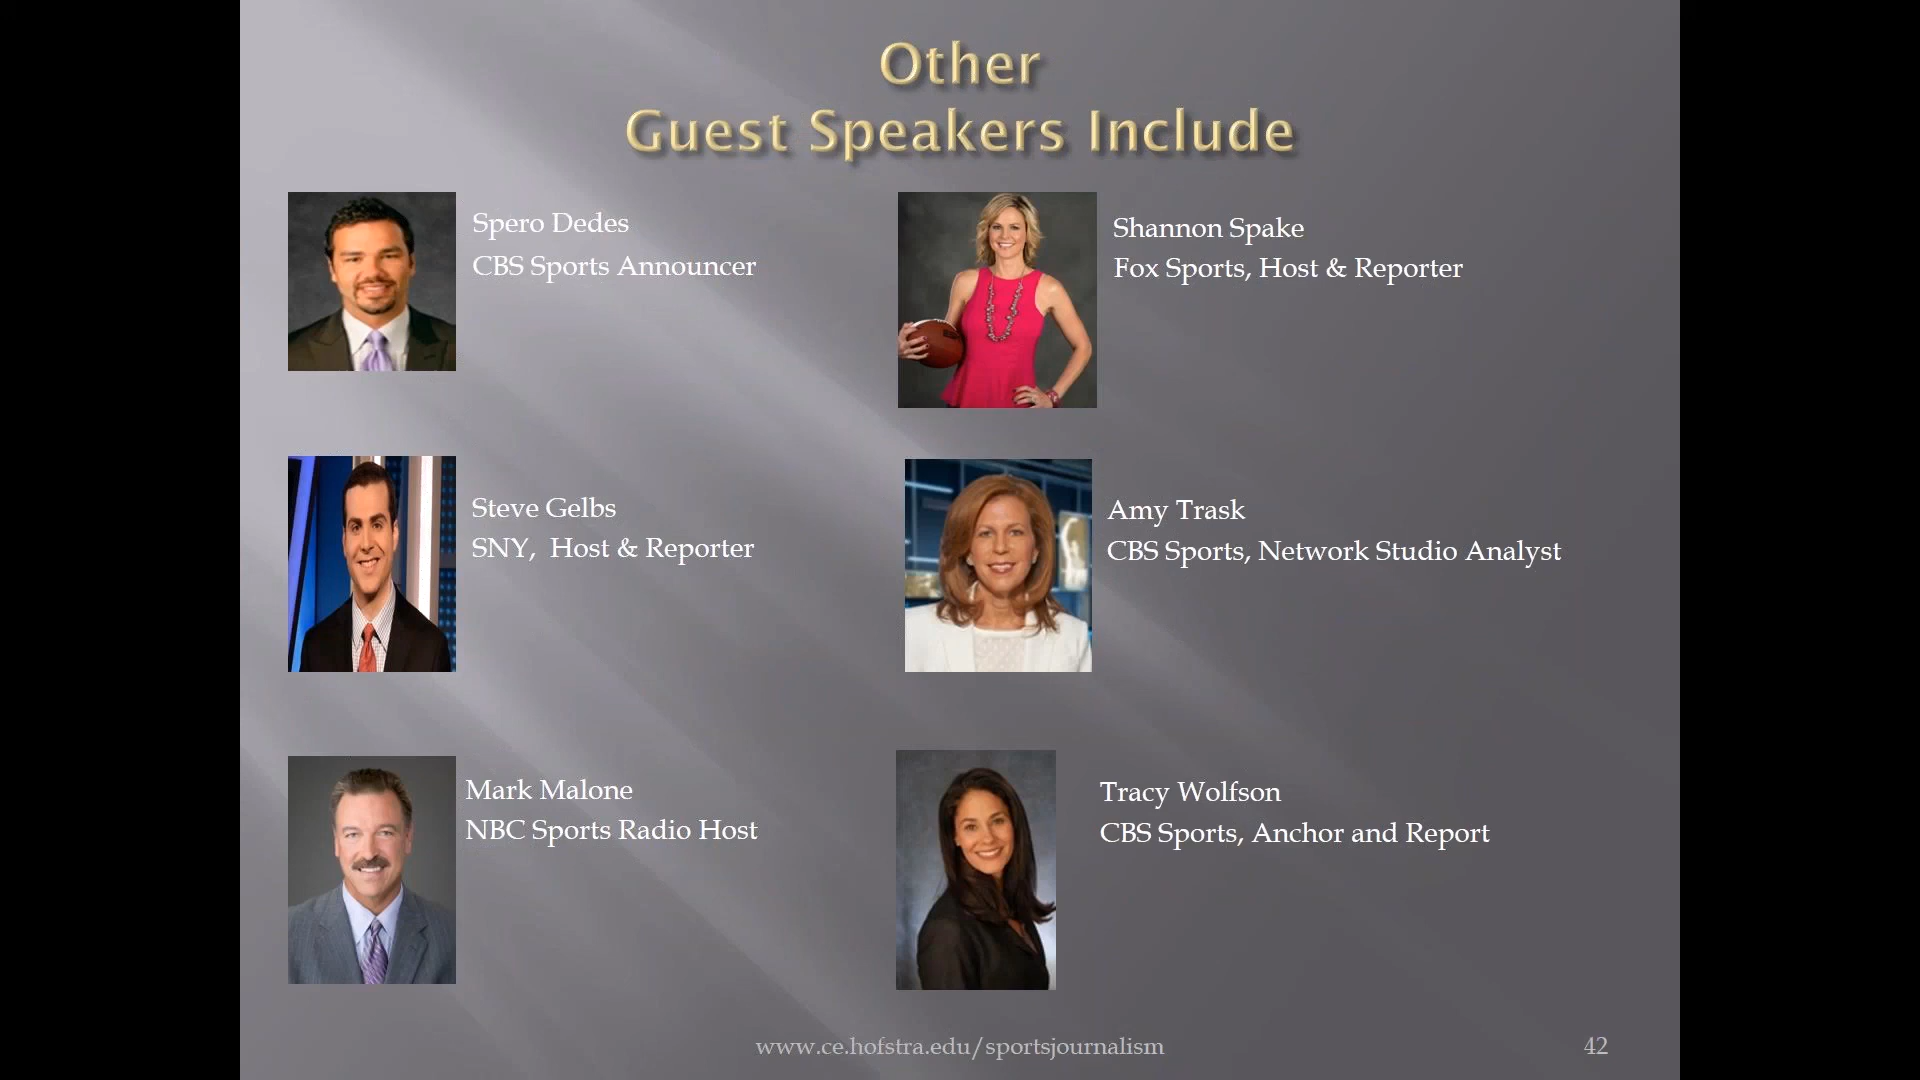 Other
Guest Speakers Include
Spero Dedes
CBS Sports Announcer
Shannon Spake
Fox Sports, Host & Reporter
Steve Gelbs
SNY,  Host & Reporter
Amy Trask
CBS Sports, Network Studio Analyst
Mark Malone
NBC Sports Radio Host
Tracy Wolfson
CBS Sports, Anchor and Report
www.ce.hofstra.edu/sportsjournalism
42